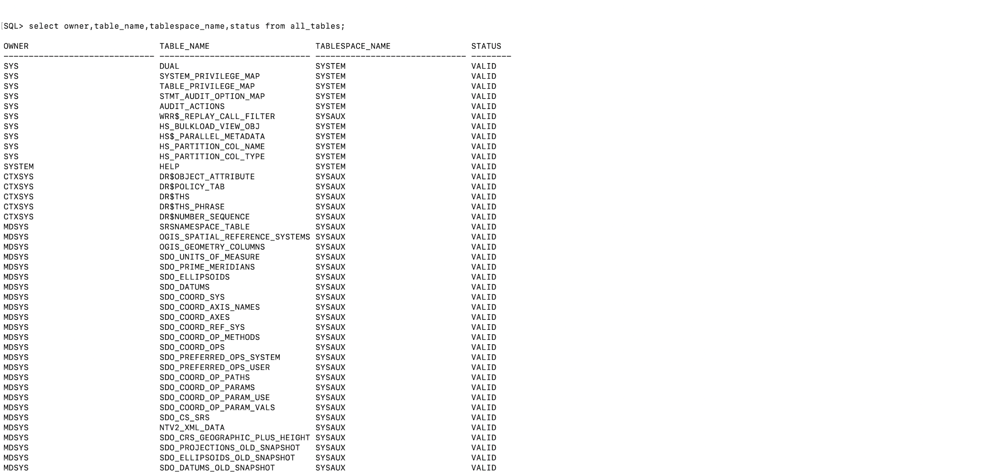 [SQL> select owner,table_name,tablespace_name,status from all_tables;
OWNER TABLE_NAME TABLESPACE_NAME STATUS
------------------------------ ------------------------------ ------------------------------ --------
SYS DUAL SYSTEM VALID
SYS SYSTEM_PRIVILEGE_MAP SYSTEM VALID
SYS TABLE_PRIVILEGE_MAP SYSTEM VALID
SYS STMT_AUDIT_OPTION_MAP SYSTEM VALID
SYS AUDIT_ACTIONS SYSTEM VALID
SYS WRR$_REPLAY_CALL_FILTER SYSAUX VALID
SYS HS_BULKLOAD_VIEW_OBJ SYSTEM VALID
SYS HS$_PARALLEL_METADATA SYSTEM VALID
SYS HS_PARTITION_COL_NAME SYSTEM VALID
SYS HS_PARTITION_COL_TYPE SYSTEM VALID
SYSTEM HELP SYSTEM VALID
CTXSYS DR$OBJECT_ATTRIBUTE SYSAUX VALID
CTXSYS DR$POLICY_TAB SYSAUX VALID
CTXSYS DR$THS SYSAUX VALID
CTXSYS DR$THS_PHRASE SYSAUX VALID
CTXSYS DR$NUMBER_SEQUENCE SYSAUX VALID
MDSYS SRSNAMESPACE_TABLE SYSAUX VALID
MDSYS OGIS_SPATIAL_REFERENCE_SYSTEMS SYSAUX VALID
MDSYS OGIS_GEOMETRY_COLUMNS SYSAUX VALID
MDSYS SDO_UNITS_OF_MEASURE SYSAUX VALID
MDSYS SDO_PRIME_MERIDIANS SYSAUX VALID
MDSYS SDO_ELLIPSOIDS SYSAUX VALID
MDSYS SDO_DATUMS SYSAUX VALID
MDSYS SDO_COORD_SYS SYSAUX VALID
MDSYS SDO_COORD_AXIS_NAMES SYSAUX VALID
MDSYS SDO_COORD_AXES SYSAUX VALID
MDSYS SDO_COORD_REF_SYS SYSAUX VALID
MDSYS SDO_COORD_OP_METHODS SYSAUX VALID
MDSYS SDO_COORD_OPS SYSAUX VALID
MDSYS SDO_PREFERRED_OPS_SYSTEM SYSAUX VALID
MDSYS SDO_PREFERRED_OPS_USER SYSAUX VALID
MDSYS SDO_COORD_OP_PATHS SYSAUX VALID
MDSYS SDO_COORD_OP_PARAMS SYSAUX VALID
MDSYS SDO_COORD_OP_PARAM_USE SYSAUX VALID
MDSYS SDO_COORD_OP_PARAM_VALS SYSAUX VALID
MDSYS SDO_CS_SRS SYSAUX VALID
MDSYS NTV2_XML_DATA SYSAUX VALID
MDSYS SDO_CRS_GEOGRAPHIC_PLUS_HEIGHT SYSAUX VALID
MDSYS SDO_PROJECTIONS_OLD_SNAPSHOT SYSAUX VALID
MDSYS SDO_ELLIPSOIDS_OLD_SNAPSHOT SYSAUX VALID
MDSYS SDO_DATUMS_OLD_SNAPSHOT SYSAUX VALID